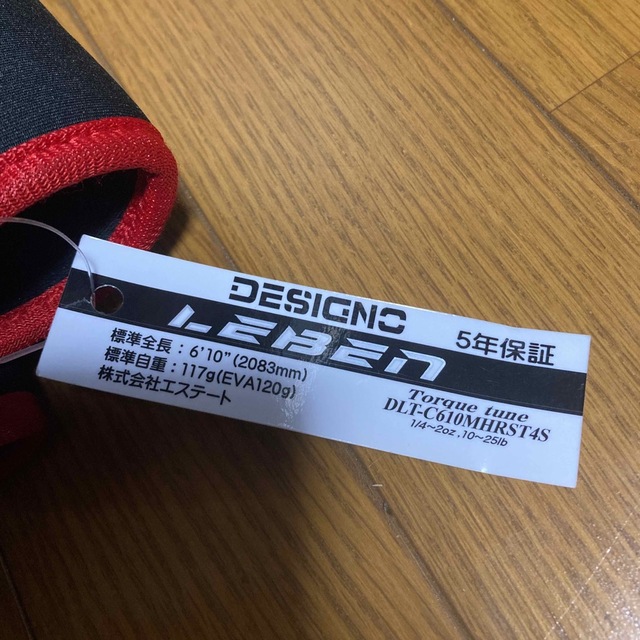 DESIGNO
LEBEN
5年保証
標準全長：6'10"(2083mm)
標準自重：117g(EVA120g)
株式会社エステート
Torque tune
DLT-C610MHRST4S
1/4~2oz ,10~25lb